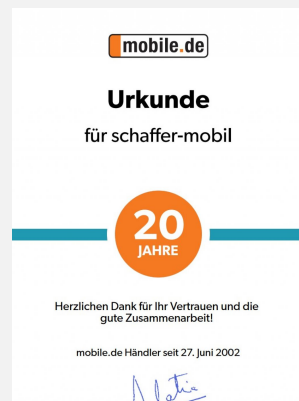 mobile.de
Urkunde
für schaffer-mobil
20
JAHRE
Herzlichen Dank für Ihr Vertrauen und die
gute Zusammenarbeit!
mobile.de Händler seit 27. Juni 2002